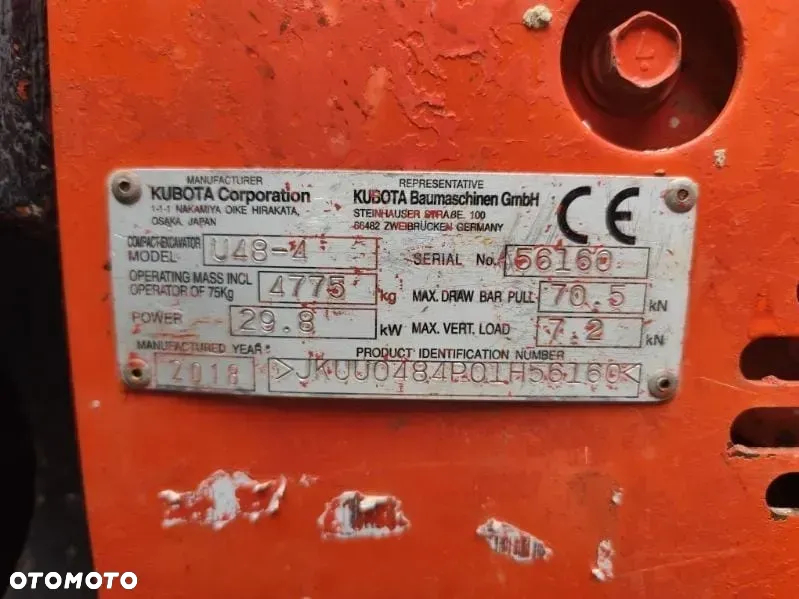 MANUFACTURER
KUBOTA Corporation
1-1-1 NAKAMIYA OIKE HIRAKATA,
OSAKA, JAPAN
REPRESENTATIVE
KUBOTA Baumaschinen GmbH
STEINHAUSER STRAßE 100
66482 ZWEIBRÜCKEN GERMANY
CE
COMPACT-EXCAVATOR
MODEL U48-4
SERIAL No. 56160
OPERATING MASS INCL
OPERATOR OF 75Kg 4775 kg
MAX. DRAW BAR PULL 70.5 kN
POWER 29.8 kW
MAX. VERT. LOAD 7.2 kN
MANUFACTURED YEAR
2018
PRODUCT IDENTIFICATION NUMBER
>JKUU0484P01H56160<
4
OTOMOTO